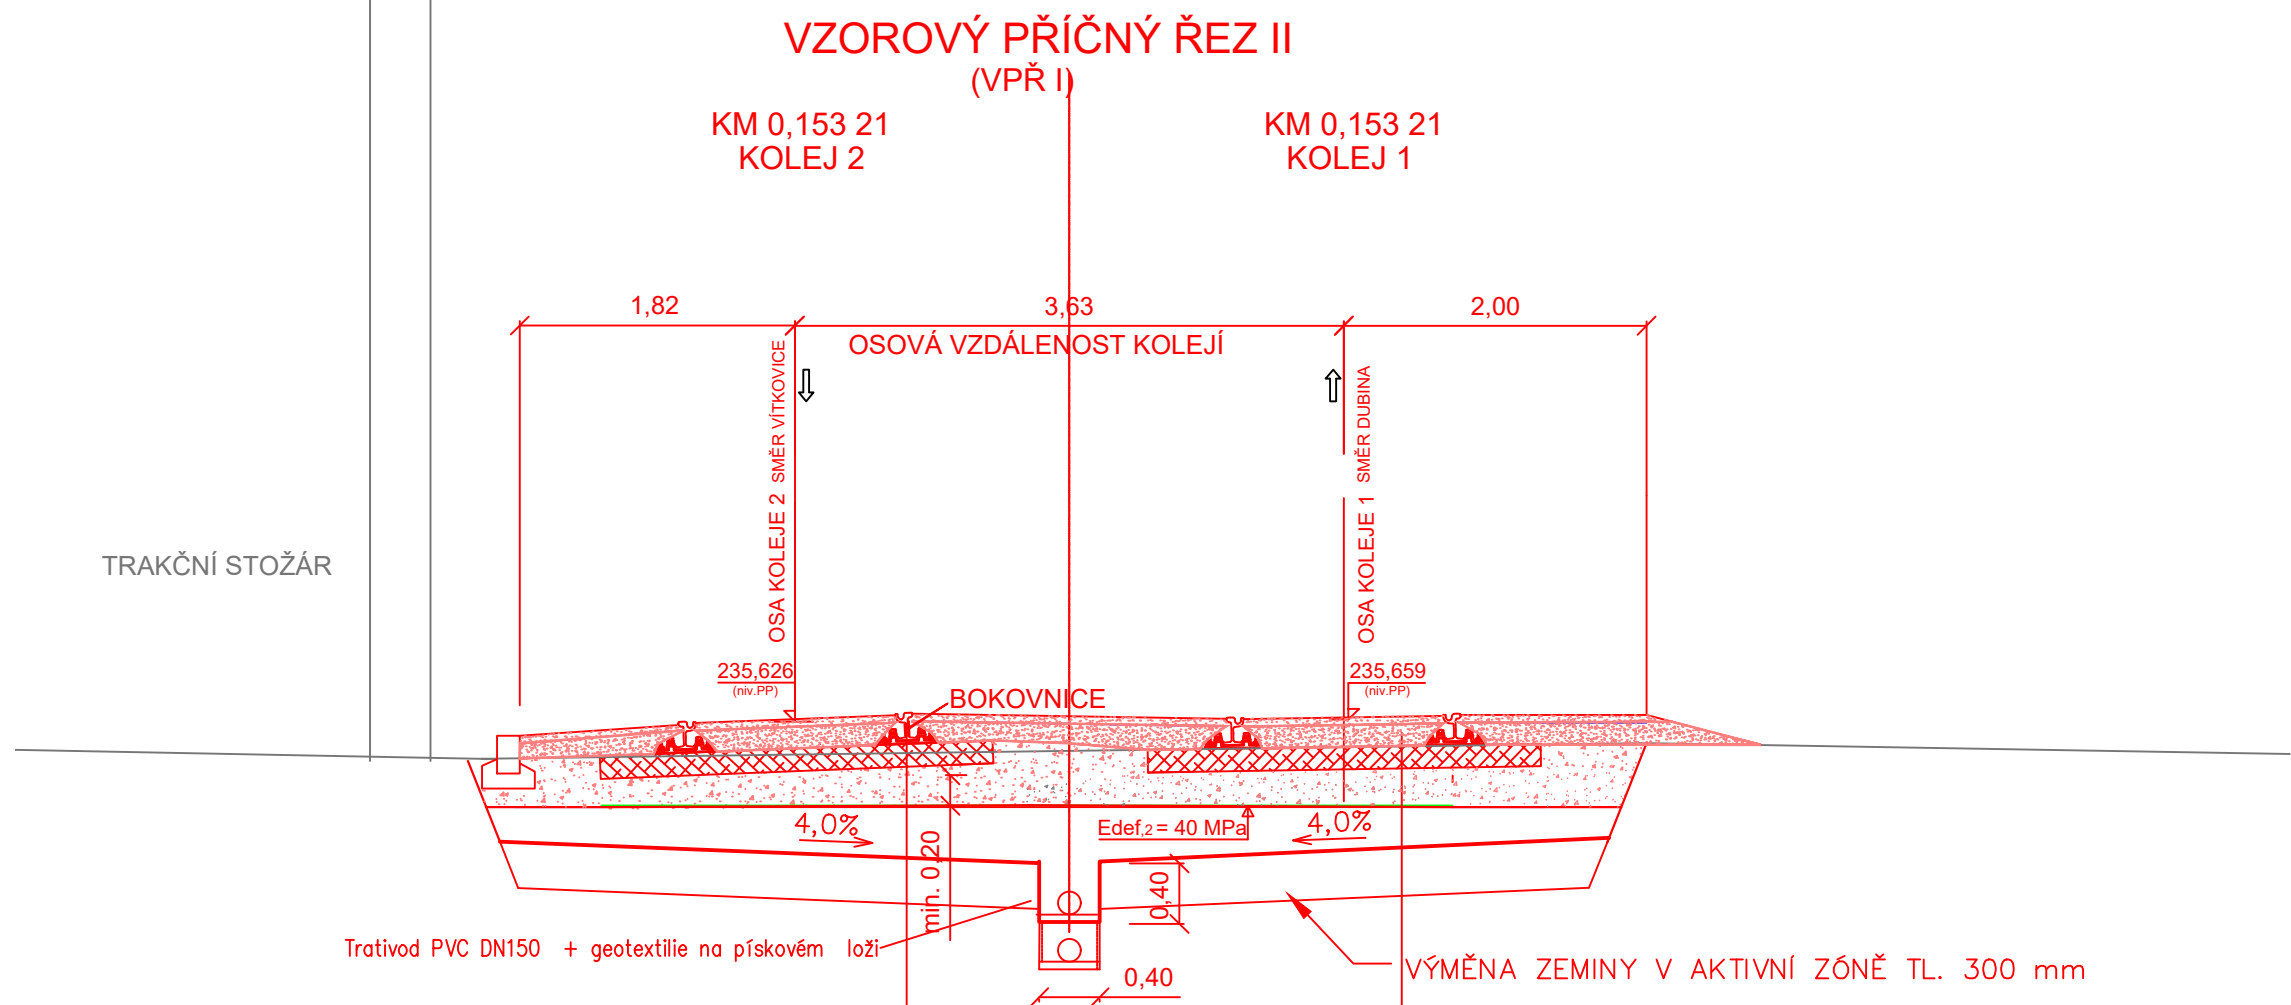 VZOROVÝ PŘÍČNÝ ŘEZ II
(VPŘ I)
KM 0,153 21
KOLEJ 2
KM 0,153 21
KOLEJ 1
1,82
3,63
2,00
OSOVÁ VZDÁLENOST KOLEJÍ
OSA KOLEJE 2 SMĚR VÍTKOVICE
OSA KOLEJE 1 SMĚR DUBINA
TRAKČNÍ STOŽÁR
235,626
(niv.PP)
235,659
(niv.PP)
BOKOVNICE
4,0%
Edef,2 = 40 MPa
4,0%
min. 0,20
0,40
Trativod PVC DN150 + geotextilie na pískovém loži
VÝMĚNA ZEMINY V AKTIVNÍ ZÓNĚ TL. 300 mm
0,40